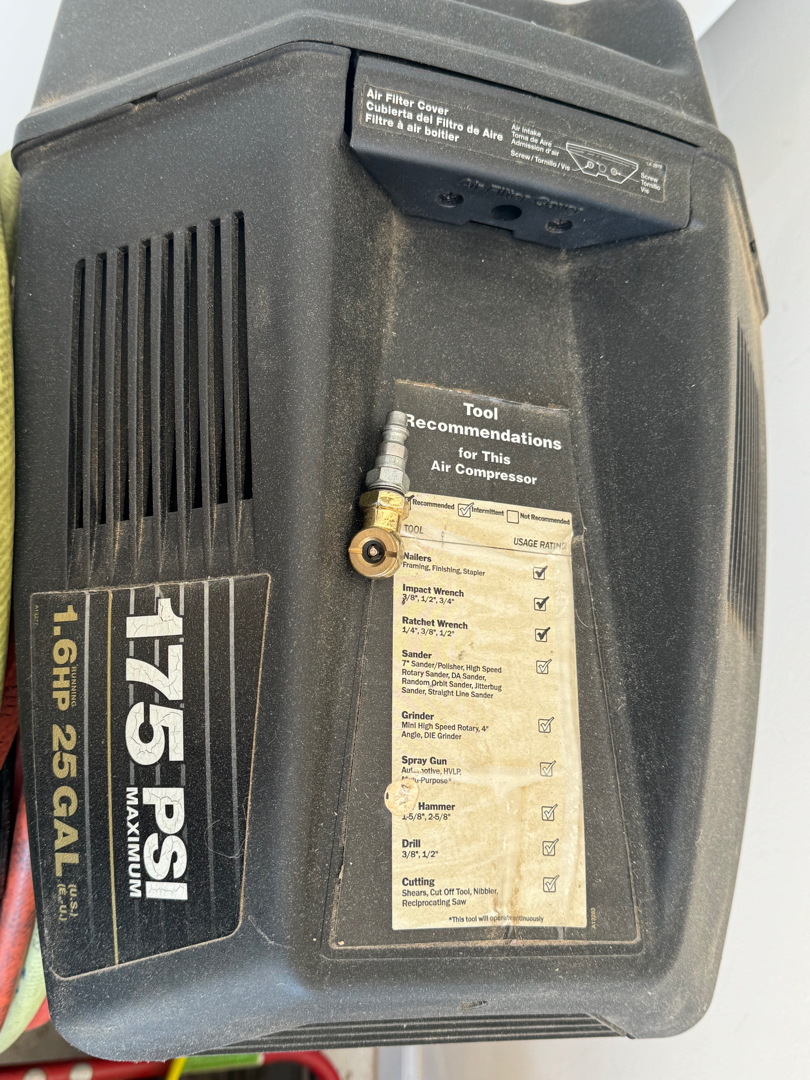 Air Filter Cover
Cubierta del Filtro de Aire
Filtre à air boitier
Air Intake
Toma de Aire
Admission d'air
Screw / Tornillo / Vis
Screw
Tornillo
Vis
Air Filter Cover
Tool
Recommendations
for This
Air Compressor
Recommended Intermittent Not Recommended
TOOL USAGE RATING
Nailers
Framing, Finishing, Stapler
Impact Wrench
3/8", 1/2", 3/4"
Ratchet Wrench
1/4", 3/8", 1/2"
Sander
7" Sander/Polisher, High Speed
Rotary Sander, DA Sander,
Random Orbit Sander, Jitterbug
Sander, Straight Line Sander
Grinder
Mini High Speed Rotary, 4"
Angle, DIE Grinder
Spray Gun
HVLP,
Hammer
1-5/8", 2-5/8"
Drill
3/8", 1/2"
Cutting
Shears, Cut Off Tool, Nibbler,
Reciprocating Saw
*This tool will operate continuously
175 PSI
MAXIMUM
RUNNING
1.6HP 25 GAL (U.S.)